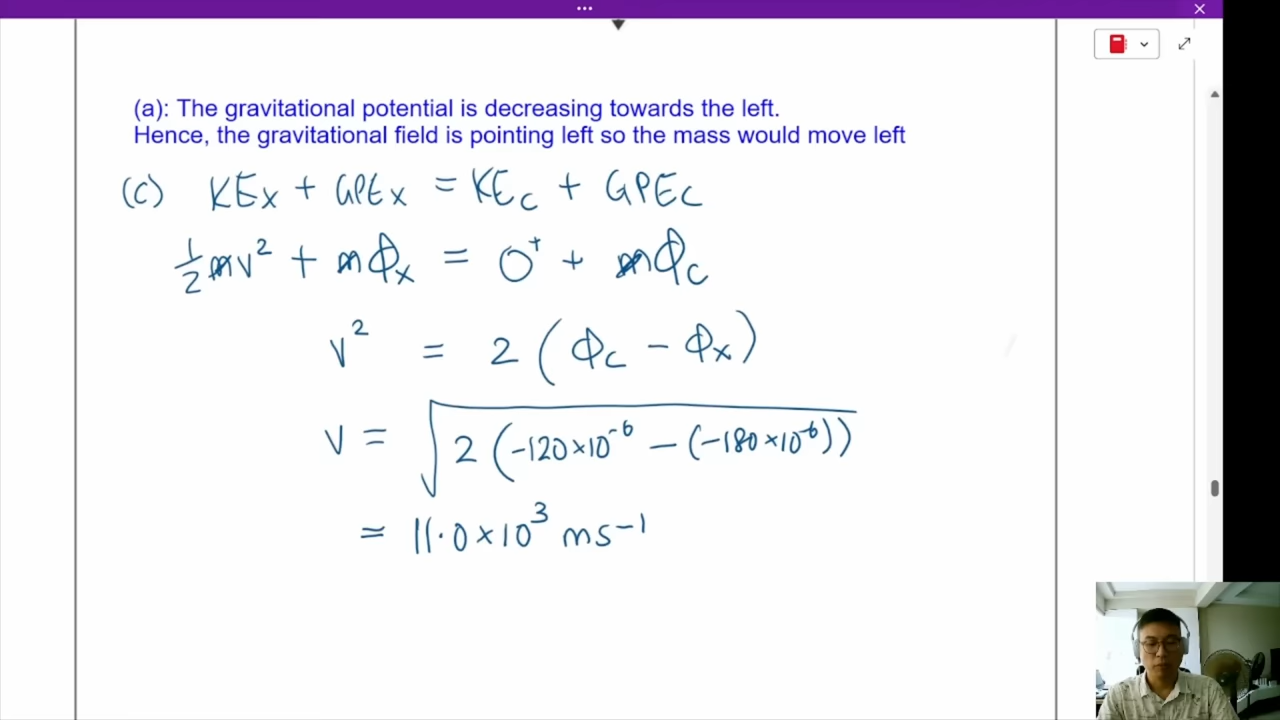 (a): The gravitational potential is decreasing towards the left.
Hence, the gravitational field is pointing left so the mass would move left
(c) KEx + GPEx = KEc + GPEc
½mv² + mΦx = 0⁺ + mΦc
v² = 2 (Φc − Φx)
v = √(2 (−120×10⁻⁶ − (−180×10⁻⁶)))
= 11.0×10³ ms⁻¹